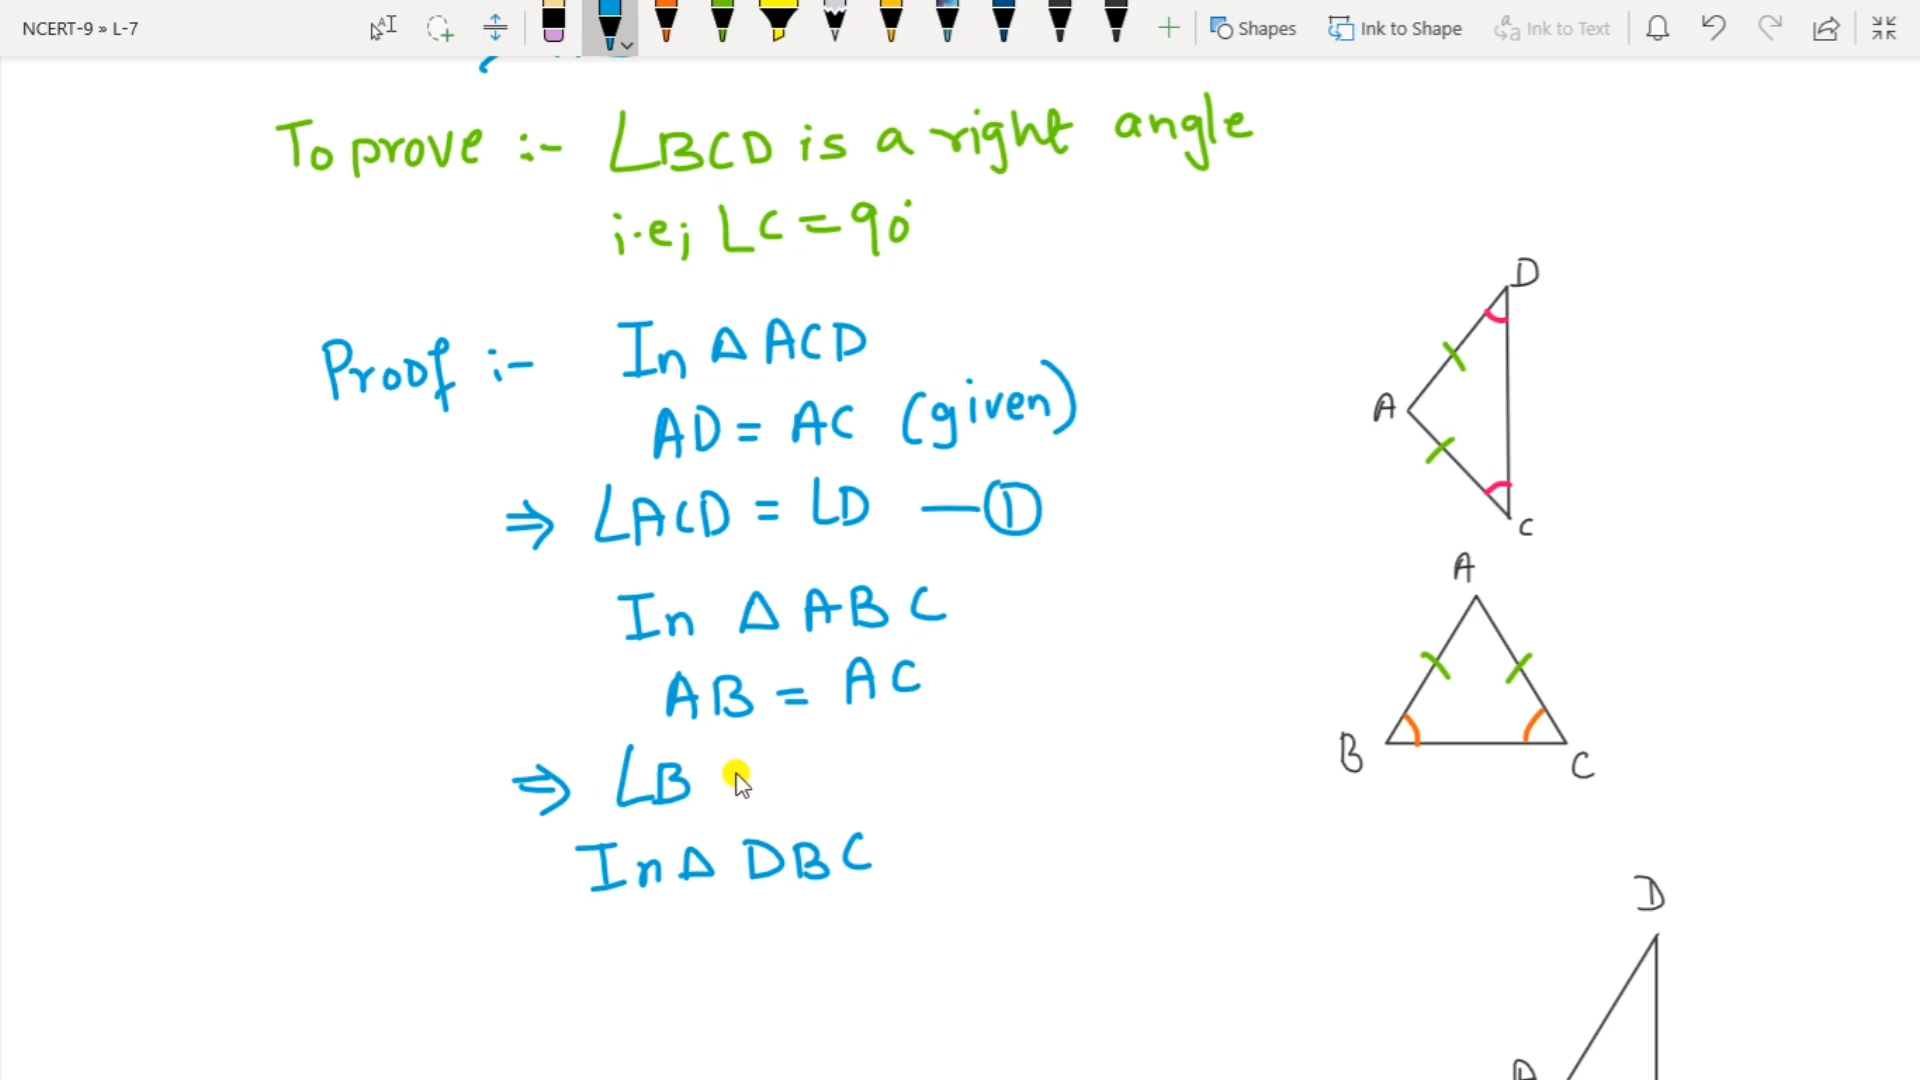 NCERT-9 » L-7
Shapes
Ink to Shape
Ink to Text
To prove :- ∠BCD is a right angle
i.e; ∠C = 90°
Proof :- In Δ ACD
AD = AC (given)
⇒ ∠ACD = ∠D — ①
In Δ ABC
AB = AC
⇒ ∠B
In Δ DBC
D
A
C
A
B
C
D